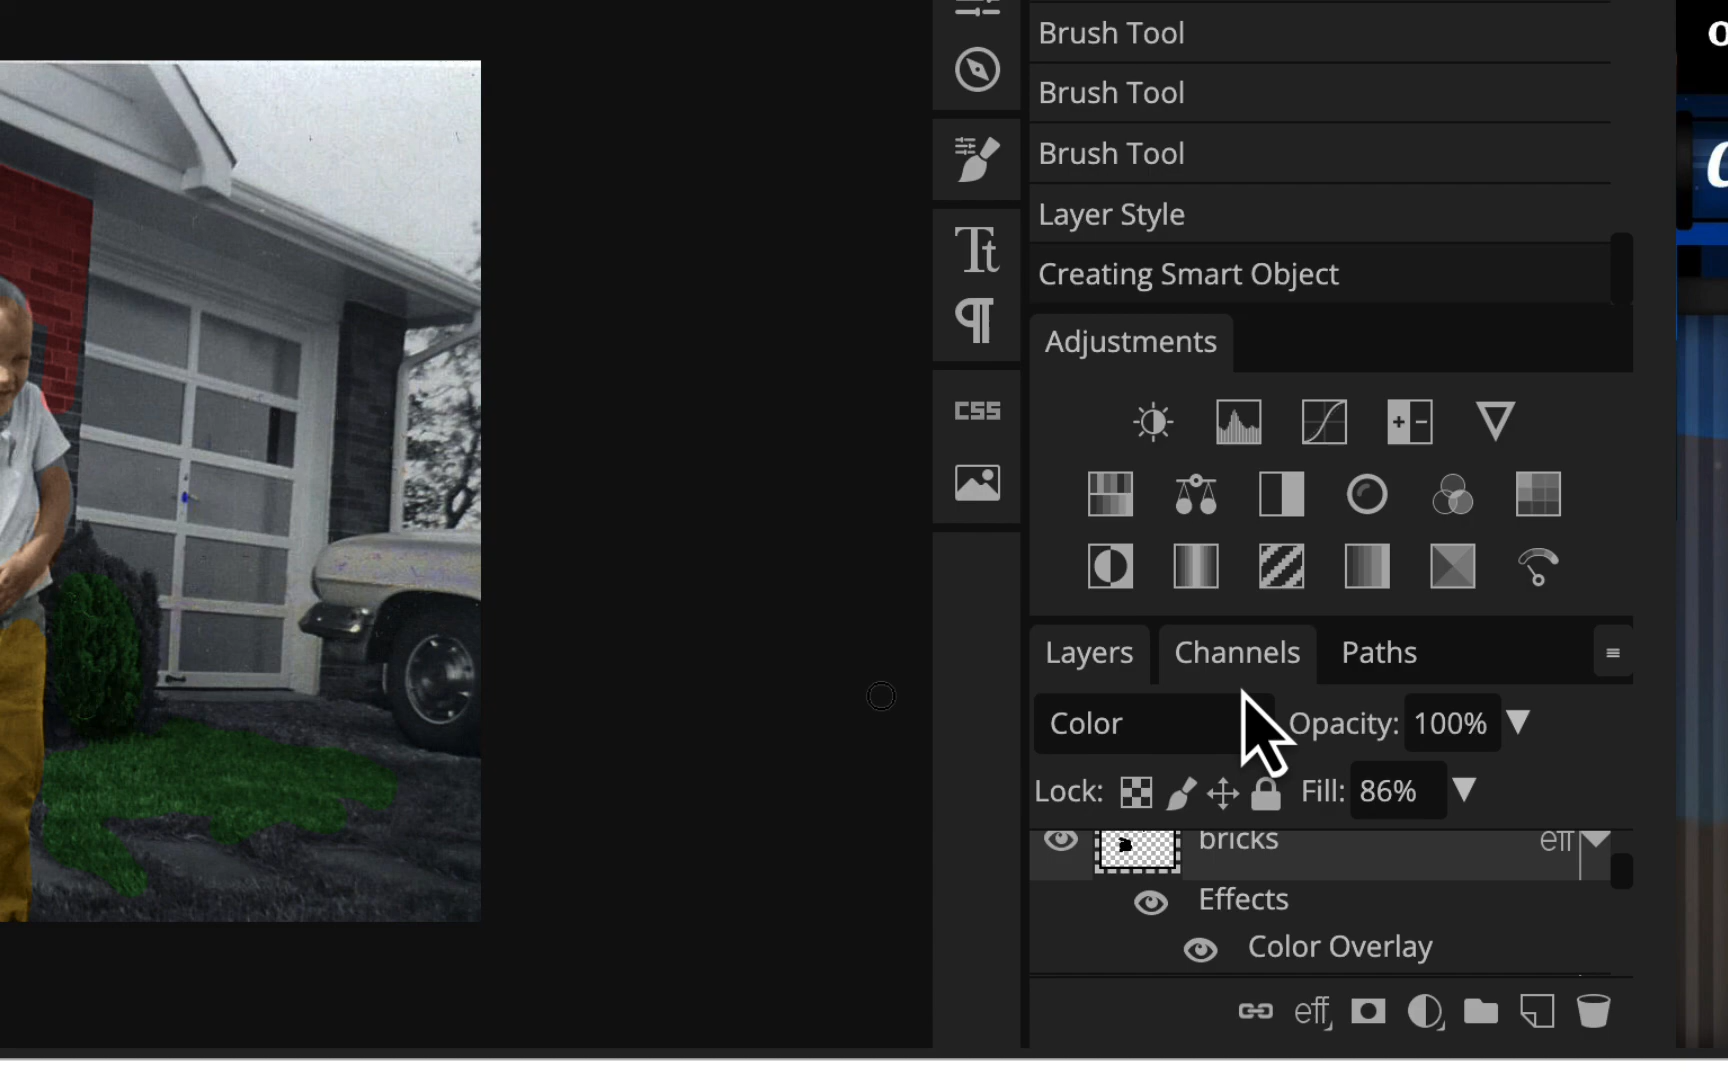 Brush Tool
Brush Tool
Brush Tool
Layer Style
Creating Smart Object
Adjustments
CSS
Layers Channels Paths
Color Opacity: 100%
Lock: Fill: 86%
bricks eff
Effects
Color Overlay
eff